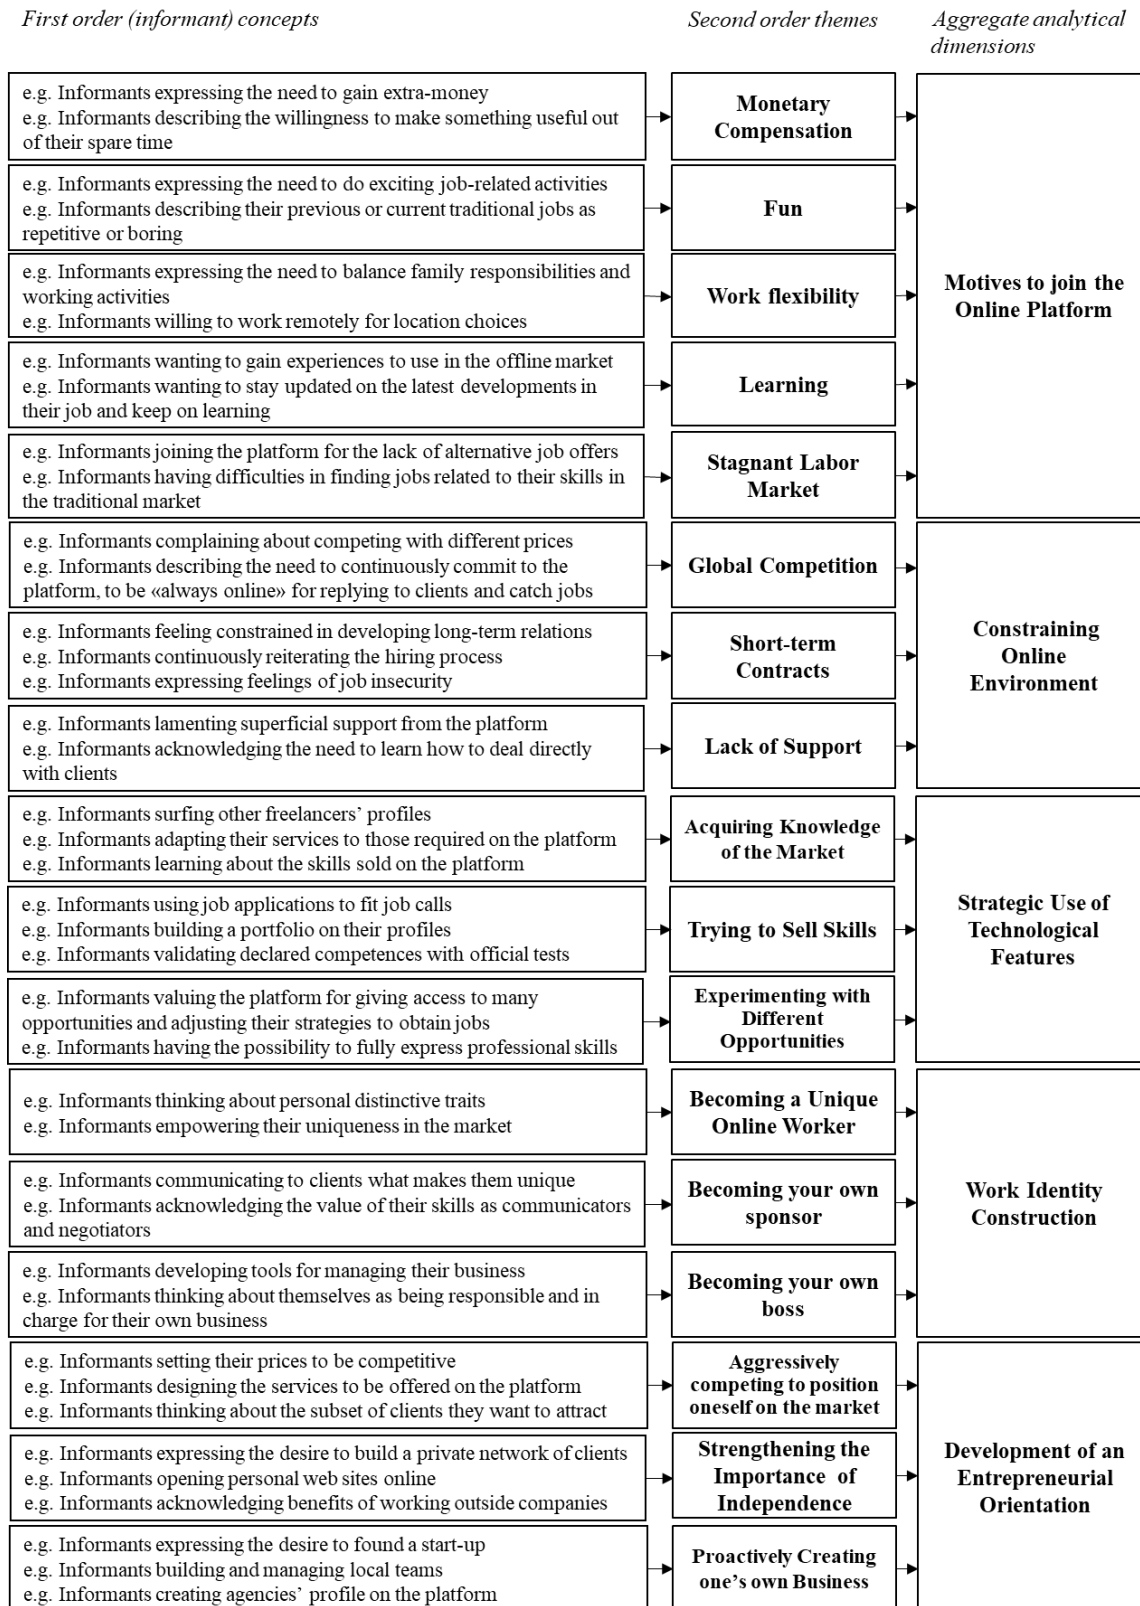 First order (informant) concepts
Second order themes
Aggregate analytical
dimensions
e.g. Informants expressing the need to gain extra-money
e.g. Informants describing the willingness to make something useful out
of their spare time
Monetary
Compensation
e.g. Informants expressing the need to do exciting job-related activities
e.g. Informants describing their previous or current traditional jobs as
repetitive or boring
Fun
e.g. Informants expressing the need to balance family responsibilities and
working activities
e.g. Informants willing to work remotely for location choices
Work flexibility
e.g. Informants wanting to gain experiences to use in the offline market
e.g. Informants wanting to stay updated on the latest developments in
their job and keep on learning
Learning
e.g. Informants joining the platform for the lack of alternative job offers
e.g. Informants having difficulties in finding jobs related to their skills in
the traditional market
Stagnant Labor
Market
Motives to join the
Online Platform
e.g. Informants complaining about competing with different prices
e.g. Informants describing the need to continuously commit to the
platform, to be «always online» for replying to clients and catch jobs
Global Competition
e.g. Informants feeling constrained in developing long-term relations
e.g. Informants continuously reiterating the hiring process
e.g. Informants expressing feelings of job insecurity
Short-term
Contracts
e.g. Informants lamenting superficial support from the platform
e.g. Informants acknowledging the need to learn how to deal directly
with clients
Lack of Support
Constraining
Online
Environment
e.g. Informants surfing other freelancers’ profiles
e.g. Informants adapting their services to those required on the platform
e.g. Informants learning about the skills sold on the platform
Acquiring Knowledge
of the Market
e.g. Informants using job applications to fit job calls
e.g. Informants building a portfolio on their profiles
e.g. Informants validating declared competences with official tests
Trying to Sell Skills
e.g. Informants valuing the platform for giving access to many
opportunities and adjusting their strategies to obtain jobs
e.g. Informants having the possibility to fully express professional skills
Experimenting with
Different
Opportunities
Strategic Use of
Technological
Features
e.g. Informants thinking about personal distinctive traits
e.g. Informants empowering their uniqueness in the market
Becoming a Unique
Online Worker
e.g. Informants communicating to clients what makes them unique
e.g. Informants acknowledging the value of their skills as communicators
and negotiators
Becoming your own
sponsor
e.g. Informants developing tools for managing their business
e.g. Informants thinking about themselves as being responsible and in
charge for their own business
Becoming your own
boss
Work Identity
Construction
e.g. Informants setting their prices to be competitive
e.g. Informants designing the services to be offered on the platform
e.g. Informants thinking about the subset of clients they want to attract
Aggressively
competing to position
oneself on the market
e.g. Informants expressing the desire to build a private network of clients
e.g. Informants opening personal web sites online
e.g. Informants acknowledging benefits of working outside companies
Strengthening the
Importance of
Independence
e.g. Informants expressing the desire to found a start-up
e.g. Informants building and managing local teams
e.g. Informants creating agencies’ profile on the platform
Proactively Creating
one’s own Business
Development of an
Entrepreneurial
Orientation